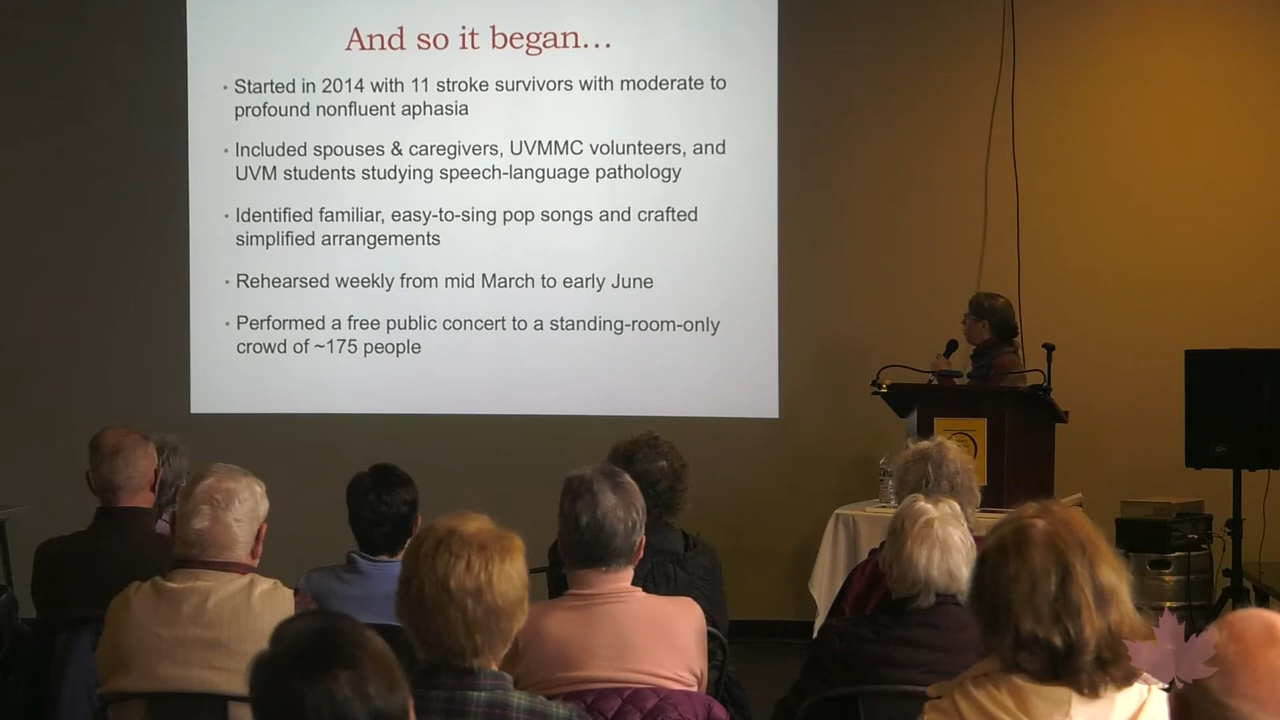 And so it began…
• Started in 2014 with 11 stroke survivors with moderate to
profound nonfluent aphasia
• Included spouses & caregivers, UVMMC volunteers, and
UVM students studying speech-language pathology
• Identified familiar, easy-to-sing pop songs and crafted
simplified arrangements
• Rehearsed weekly from mid March to early June
• Performed a free public concert to a standing-room-only
crowd of ~175 people